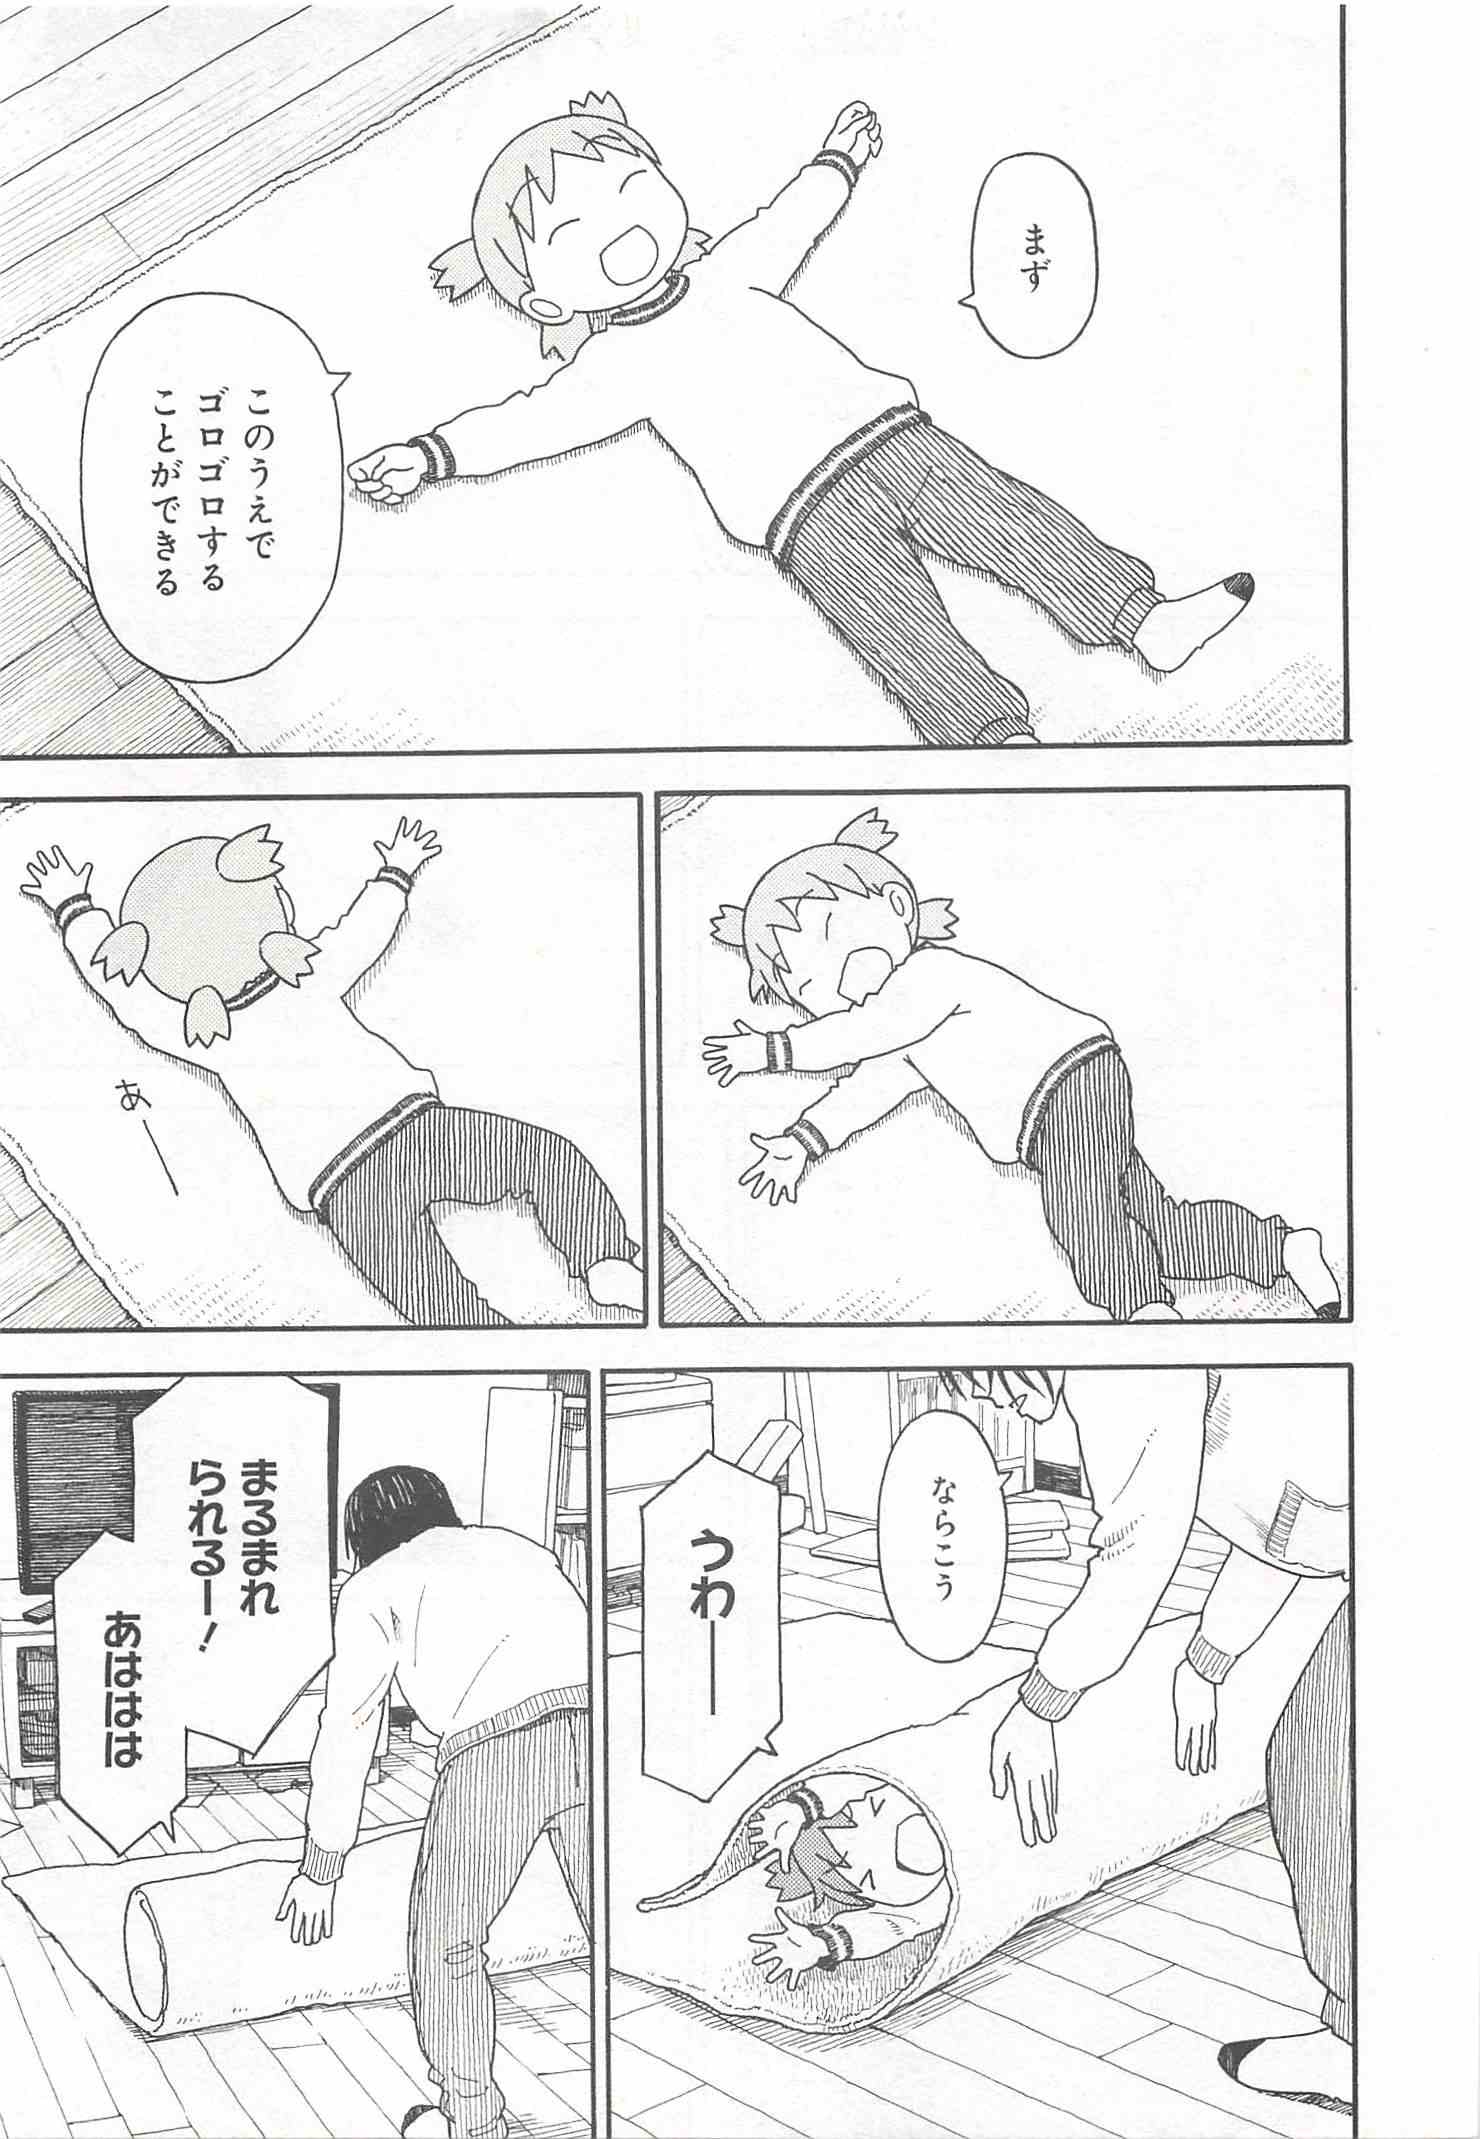 まず
このうえで
ゴロゴロする
ことができる
あー
ならこう
うわー
まるまれ
られるー！
あははは